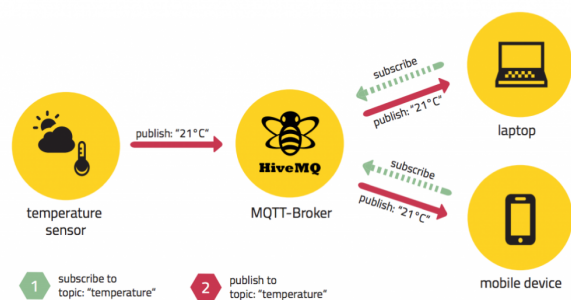 subscribe
publish: "21°C"
laptop
publish: "21°C"
HiveMQ
temperature
sensor
MQTT-Broker
subscribe
publish: "21°C"
mobile device
1
subscribe to
topic: "temperature"
2
publish to
topic: "temperature"